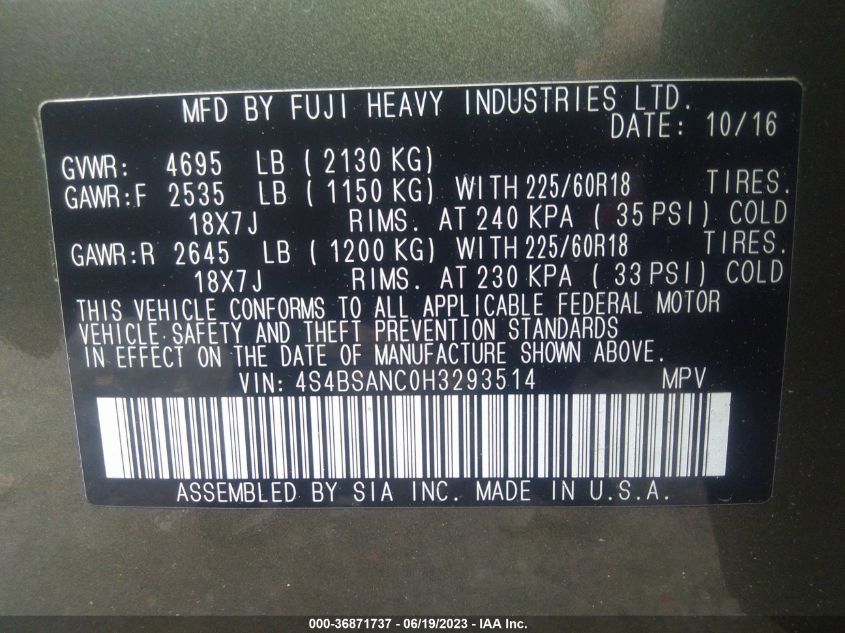 MFD BY FUJI HEAVY INDUSTRIES LTD.
DATE: 10/16
GVWR: 4695 LB ( 2130 KG)
GAWR:F 2535 LB ( 1150 KG) WITH 225/60R18 TIRES.
18X7J RIMS. AT 240 KPA ( 35 PSI) COLD
GAWR:R 2645 LB ( 1200 KG) WITH 225/60R18 TIRES.
18X7J RIMS. AT 230 KPA ( 33 PSI) COLD
THIS VEHICLE CONFORMS TO ALL APPLICABLE FEDERAL MOTOR
VEHICLE SAFETY AND THEFT PREVENTION STANDARDS
IN EFFECT ON THE DATE OF MANUFACTURE SHOWN ABOVE.
VIN: 4S4BSANC0H3293514 MPV
ASSEMBLED BY SIA INC. MADE IN U.S.A.
000-36871737 - 06/19/2023 - IAA Inc.